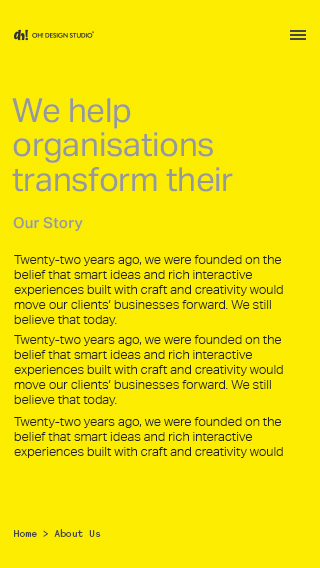 oh! OH! DESIGN STUDIO
We help
organisations
transform their
Our Story
Twenty-two years ago, we were founded on the
belief that smart ideas and rich interactive
experiences built with craft and creativity would
move our clients’ businesses forward. We still
believe that today.
Twenty-two years ago, we were founded on the
belief that smart ideas and rich interactive
experiences built with craft and creativity would
move our clients’ businesses forward. We still
believe that today.
Twenty-two years ago, we were founded on the
belief that smart ideas and rich interactive
experiences built with craft and creativity would
Home > About Us